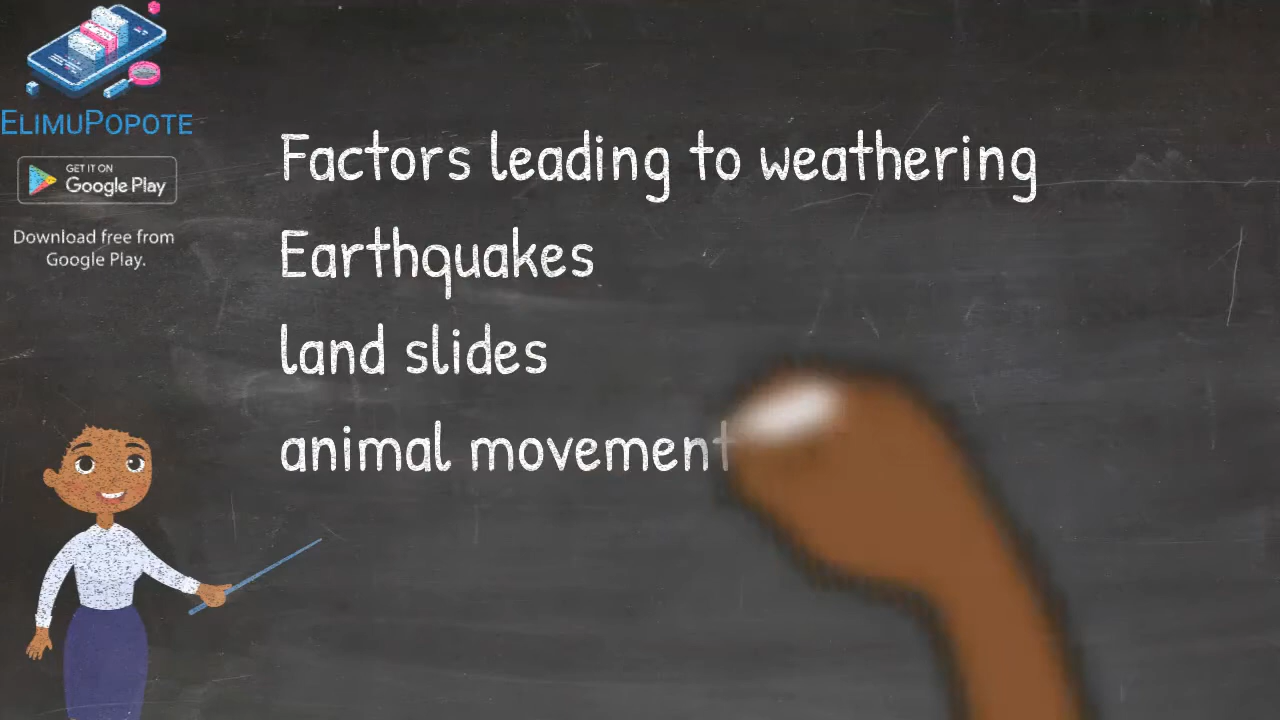 ELIMUPOPOTE
GET IT ON
Google Play
Download free from
Google Play.
Factors leading to weathering
Earthquakes
land slides
animal movement